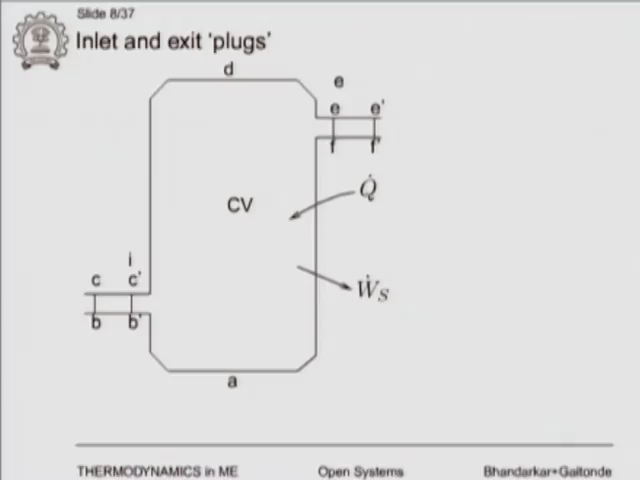 Slide 8/37
Inlet and exit 'plugs'
d
e
e e'
f f'
Q̇
CV
i
c c'
Ẇ_S
b b'
a
THERMODYNAMICS in ME Open Systems Bhandarkar+Gaitonde